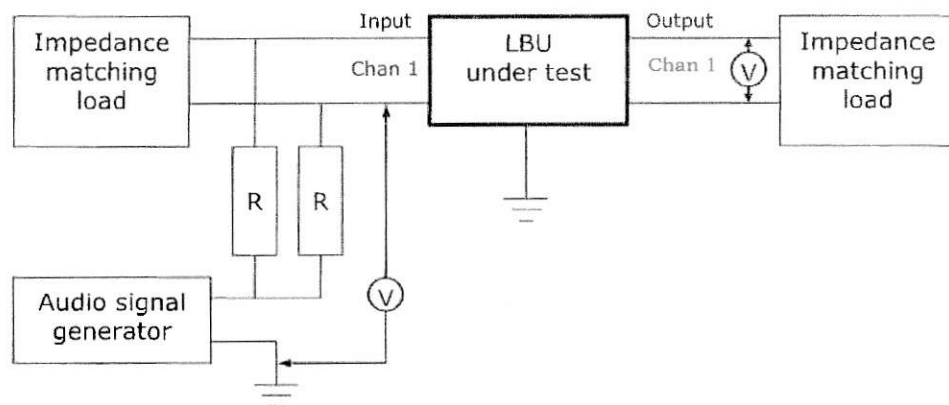 Impedance
matching
load
Input
Chan 1
LBU
under test
Output
Chan 1
V
Impedance
matching
load
R
R
V
Audio signal
generator